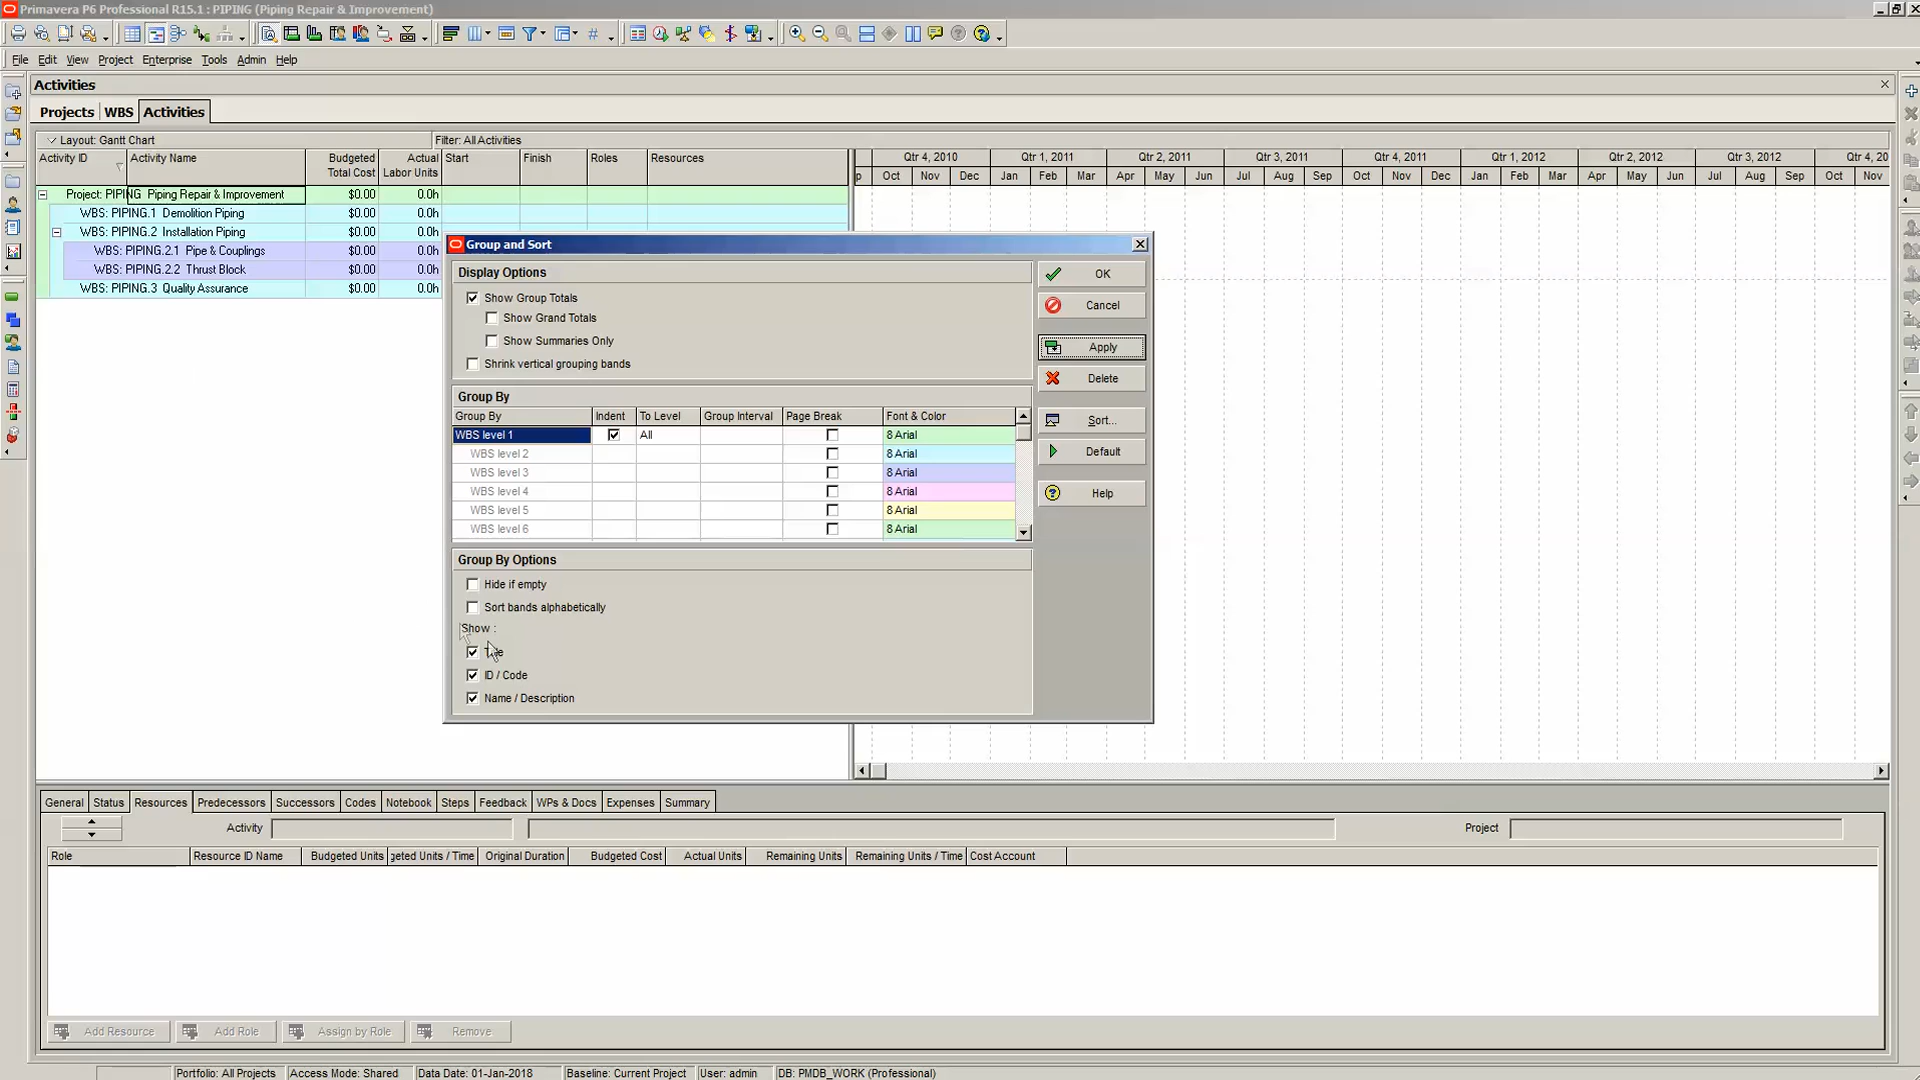 Primavera P6 Professional R15.1 : PIPING (Piping Repair & Improvement)
File Edit View Project Enterprise Tools Admin Help
Activities
Projects WBS Activities
Layout: Gantt Chart Filter: All Activities
Activity ID Activity Name Budgeted Total Cost Actual Labor Units Start Finish Roles Resources
Qtr 4, 2010 Qtr 1, 2011 Qtr 2, 2011 Qtr 3, 2011 Qtr 4, 2011 Qtr 1, 2012 Qtr 2, 2012 Qtr 3, 2012 Qtr 4, 20
p Oct Nov Dec Jan Feb Mar Apr May Jun Jul Aug Sep Oct Nov Dec Jan Feb Mar Apr May Jun Jul Aug Sep Oct Nov
Project: PIPING Piping Repair & Improvement $0.00 0.0h
WBS: PIPING.1 Demolition Piping $0.00 0.0h
WBS: PIPING.2 Installation Piping $0.00 0.0h
WBS: PIPING.2.1 Pipe & Couplings $0.00 0.0h
WBS: PIPING.2.2 Thrust Block $0.00 0.0h
WBS: PIPING.3 Quality Assurance $0.00 0.0h
Group and Sort
Display Options
Show Group Totals
Show Grand Totals
Show Summaries Only
Shrink vertical grouping bands
OK
Cancel
Apply
Delete
Sort...
Default
Help
Group By
Group By Indent To Level Group Interval Page Break Font & Color
WBS level 1 All 8 Arial
WBS level 2 8 Arial
WBS level 3 8 Arial
WBS level 4 8 Arial
WBS level 5 8 Arial
WBS level 6 8 Arial
Group By Options
Hide if empty
Sort bands alphabetically
Show :
ID / Code
Name / Description
General Status Resources Predecessors Successors Codes Notebook Steps Feedback WPs & Docs Expenses Summary
Activity Project
Role Resource ID Name Budgeted Units geted Units / Time Original Duration Budgeted Cost Actual Units Remaining Units Remaining Units / Time Cost Account
Add Resource Add Role Assign by Role Remove
Portfolio: All Projects Access Mode: Shared Data Date: 01-Jan-2018 Baseline: Current Project User: admin DB: PMDB_WORK (Professional)